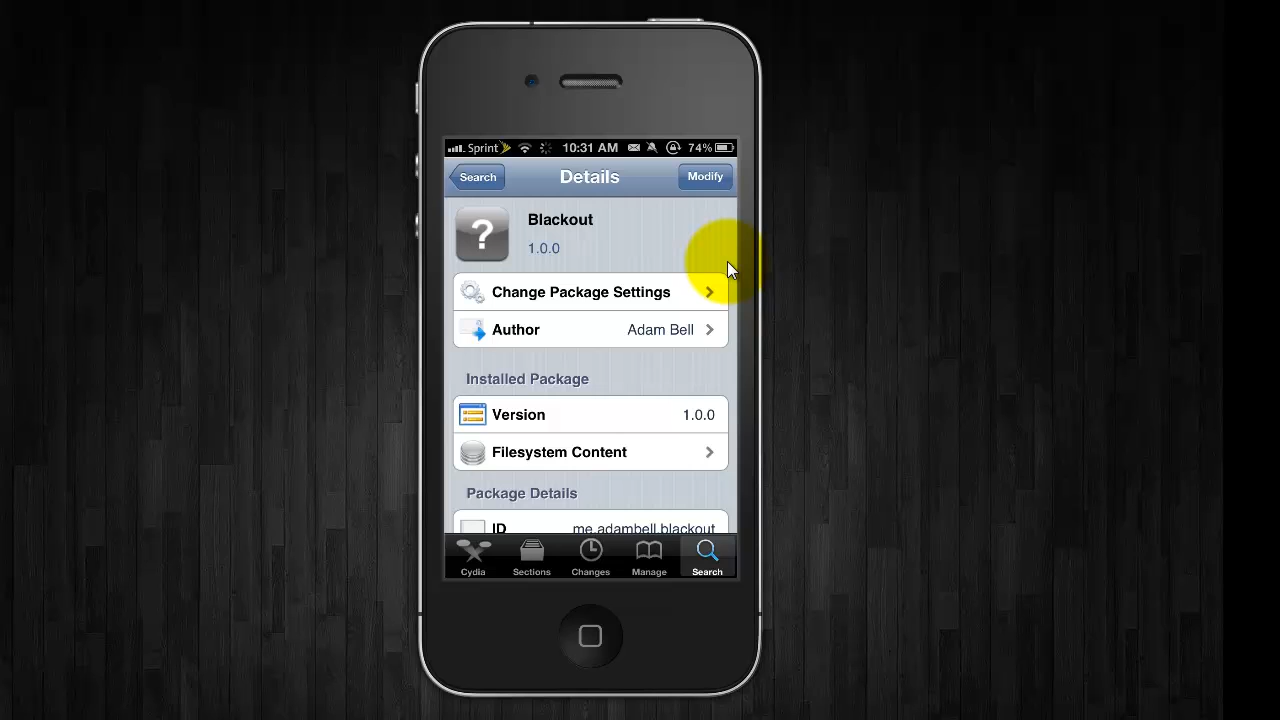 Sprint 10:31 AM 74%
Search Details Modify
?
Blackout
1.0.0
Change Package Settings
Author Adam Bell
Installed Package
Version 1.0.0
Filesystem Content
Package Details
ID me.adambell.blackout
Cydia Sections Changes Manage Search